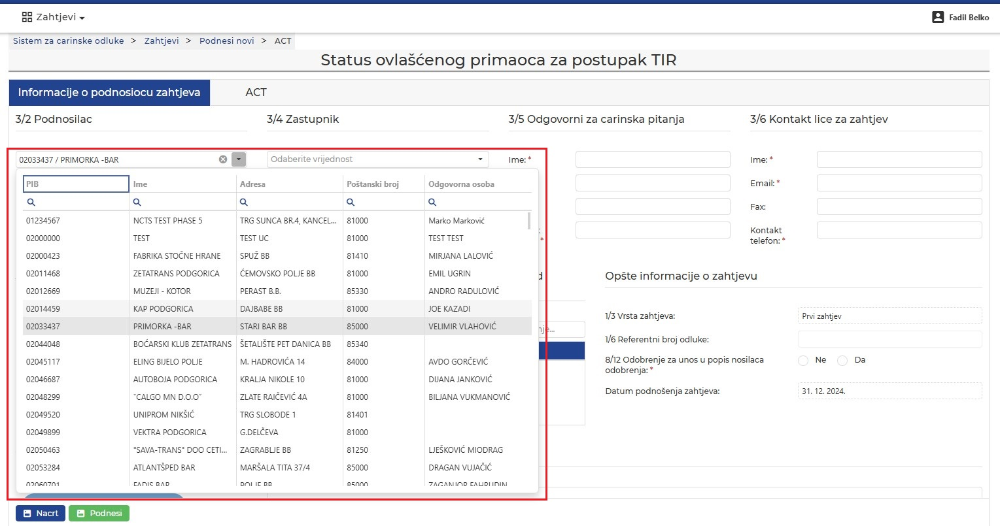 Zahtjevi
Fadil Belko
Sistem za carinske odluke > Zahtjevi > Podnesi novi > ACT
Status ovlašćenog primaoca za postupak TIR
Informacije o podnosiocu zahtjeva ACT
3/2 Podnosilac 3/4 Zastupnik 3/5 Odgovorni za carinska pitanja 3/6 Kontakt lice za zahtjev
02033437 / PRIMORKA -BAR Odaberite vrijednost Ime: * Ime: *
PIB Ime Adresa Poštanski broj Odgovorna osoba
01234567 NCTS TEST PHASE 5 TRG SUNCA BR.4, KANCEL... 81000 Marko Marković
02000000 TEST TEST UC 81000 TEST TEST
02000423 FABRIKA STOČNE HRANE SPUŽ BB 81410 MIRJANA LALOVIĆ
02011468 ZETATRANS PODGORICA ĆEMOVSKO POLJE BB 81000 EMIL UGRIN
02012669 MUZEJI - KOTOR PERAST B.B. 85330 ANDRO RADULOVIĆ
02014459 KAP PODGORICA DAJBABE BB 81000 JOE KAZADI
02033437 PRIMORKA -BAR STARI BAR BB 85000 VELIMIR VLAHOVIĆ
02044048 BOĆARSKI KLUB ZETATRANS ŠETALIŠTE PET DANICA BB 85340
02045117 ELING BIJELO POLJE M. HADROVIĆA 14 84000 AVDO GORČEVIĆ
02046687 AUTOBOJA PODGORICA KRALJA NIKOLE 10 81000 DIJANA JANKOVIĆ
02048299 ˇCALGO MN D.O.Oˇ ZLATE RAIČEVIĆ 4A 81000 BILJANA VUKMANOVIĆ
02049520 UNIPROM NIKŠIĆ TRG SLOBODE 1 81401
02049899 VEKTRA PODGORICA G.DELČEVA 81000
02050463 "SAVA-TRANS" DOO CETI... ZAGRABLJE BB 81250 LJEŠKOVIĆ MIODRAG
02053284 ATLANTŠPED BAR MARŠALA TITA 37/4 85000 DRAGAN VUJAČIĆ
02060701 FADIS BAR POLJE BB 85000 ZAGANJOR FAHRUDIN
Email: *
Fax:
Kontakt
telefon: *
Opšte informacije o zahtjevu
1/3 Vrsta zahtjeva: Prvi zahtjev
1/6 Referentni broj odluke:
8/12 Odobrenje za unos u popis nosilaca
odobrenja: * Ne Da
Datum podnošenja zahtjeva: 31. 12. 2024.
Nacrt Podnesi